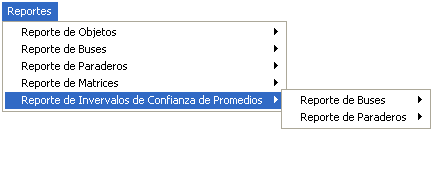 Reportes
Reporte de Objetos
Reporte de Buses
Reporte de Paraderos
Reporte de Matrices
Reporte de Invervalos de Confianza de Promedios
Reporte de Buses
Reporte de Paraderos